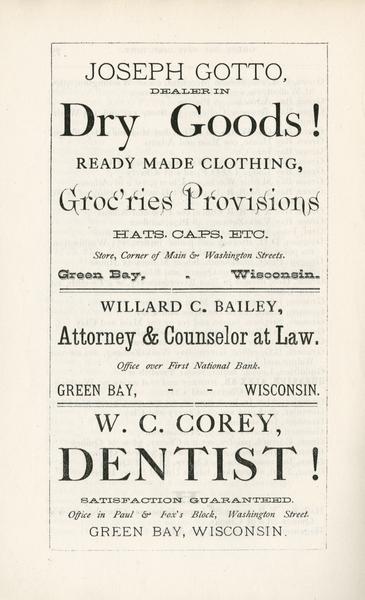 JOSEPH GOTTO,
DEALER IN
Dry Goods!
READY MADE CLOTHING,
Groc'ries Provisions
HATS. CAPS, ETC.
Store, Corner of Main & Washington Streets.
Green Bay, - Wisconsin.
WILLARD C. BAILEY,
Attorney & Counselor at Law.
Office over First National Bank.
GREEN BAY, - - WISCONSIN.
W. C. COREY,
DENTIST!
SATISFACTION GUARANTEED.
Office in Paul & Fox's Block, Washington Street.
GREEN BAY, WISCONSIN.